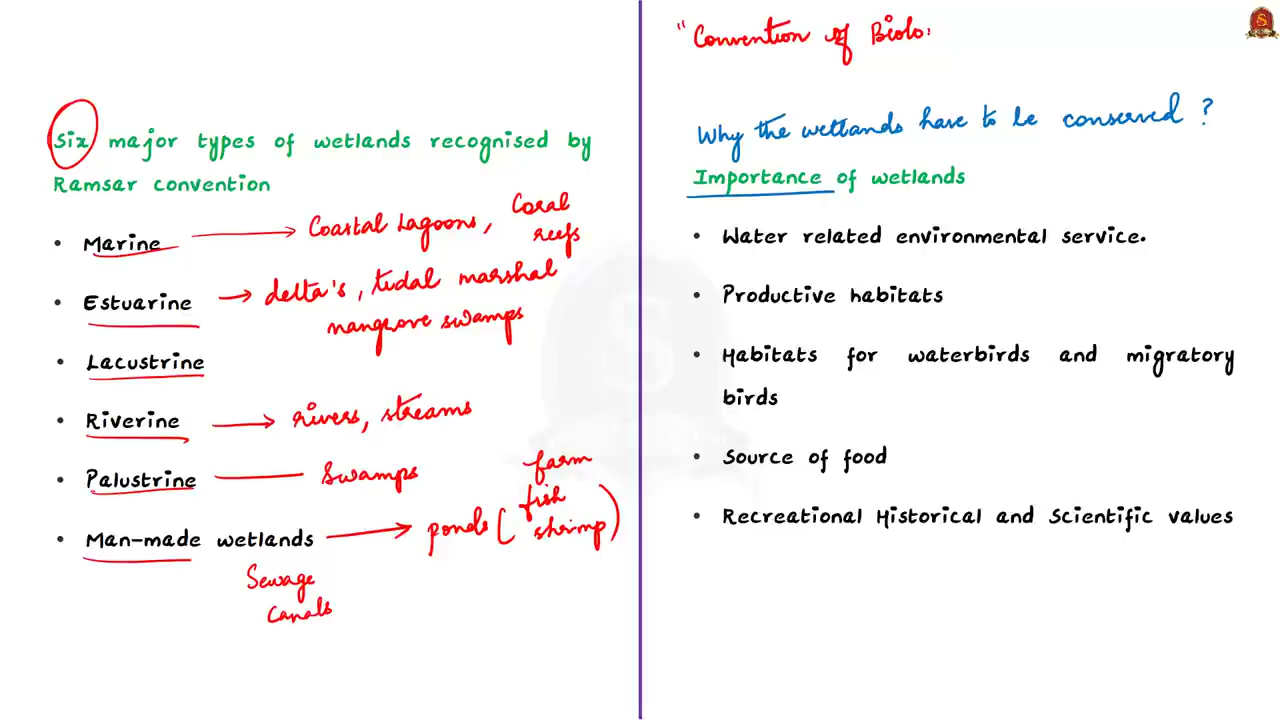 Six major types of wetlands recognised by
Ramsar convention
• Marine → Coastal Lagoons, Coral
reefs
• Estuarine → delta's, tidal marshal
mangrove swamps
• Lacustrine
• Riverine → rivers, streams
• Palustrine — Swamps
• Man-made wetlands → ponds ( farm
fish
shrimp )
Sewage
Canals
"Convention of Biolo.
Why the wetlands have to be conserved ?
Importance of wetlands
• Water related environmental service.
• Productive habitats
• Habitats for waterbirds and migratory
birds
• Source of food
• Recreational Historical and Scientific values